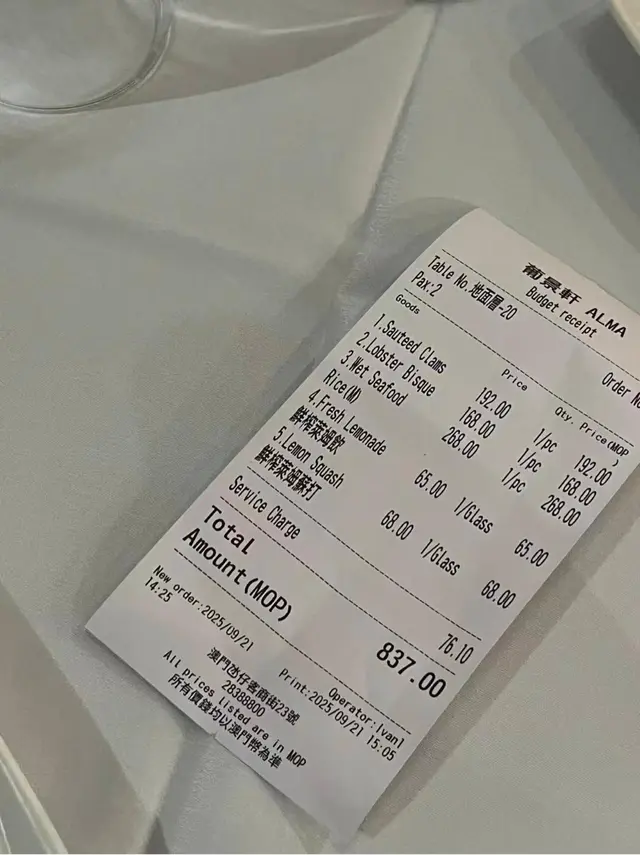 葡景軒 ALMA
Budget receipt
Table No.地面層-20
Order No
Pax:2
Goods Price Qty. Price(MOP)
1.Sauteed Clams 192.00 1/pc 192.00
2.Lobster Bisque 168.00 1/pc 168.00
3.Wet Seafood 268.00 1/pc 268.00
Rice(M)
4.Fresh Lemonade 65.00 1/Glass 65.00
鮮榨萊姆飲
5.Lemon Squash 68.00 1/Glass 68.00
鮮榨萊姆蘇打
Service Charge 76.10
Total
Amount(MOP) 837.00
Operator:Ivan1
New order:2025/09/21 Print:2025/09/21 15:05
14:25
澳門氹仔客商街23號
28388800
All prices listed are in MOP
所有價錢均以澳門幣為準